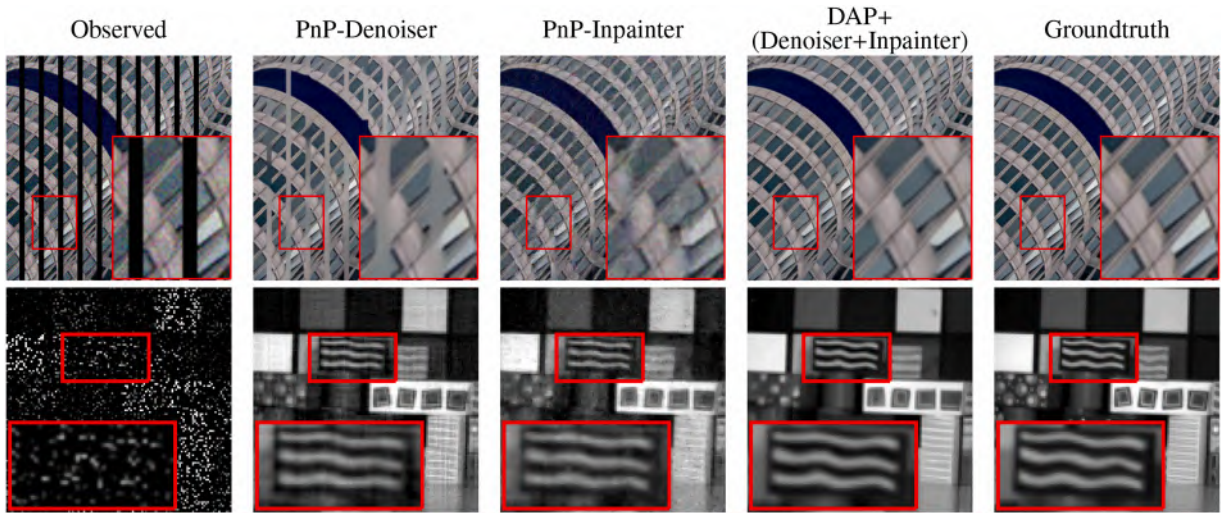 Observed
PnP-Denoiser
PnP-Inpainter
DAP+
(Denoiser+Inpainter)
Groundtruth